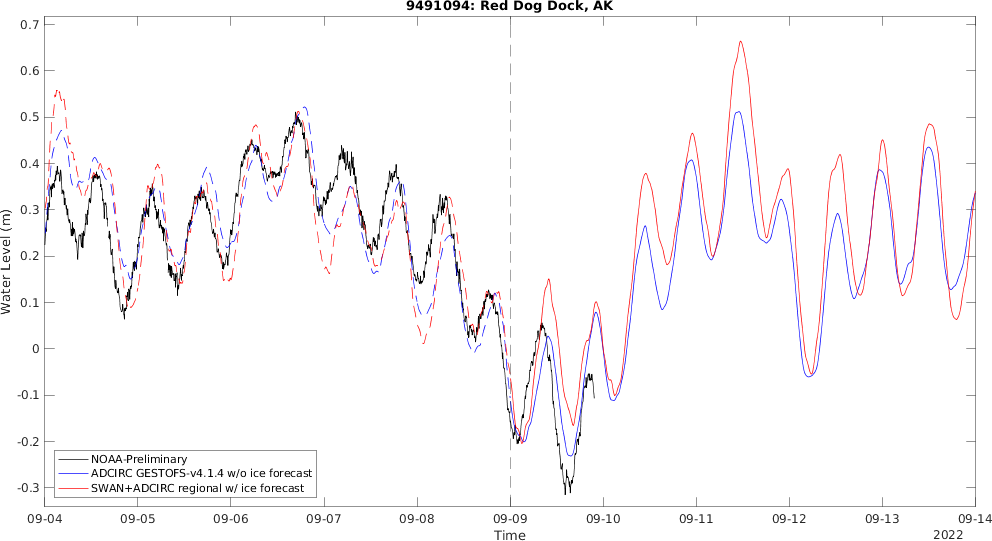 9491094: Red Dog Dock, AK
Water Level (m)
0.7
0.6
0.5
0.4
0.3
0.2
0.1
0
-0.1
-0.2
-0.3
NOAA-Preliminary
ADCIRC GESTOFS-v4.1.4 w/o ice forecast
SWAN+ADCIRC regional w/ ice forecast
09-04 09-05 09-06 09-07 09-08 09-09 09-10 09-11 09-12 09-13 09-14
Time
2022